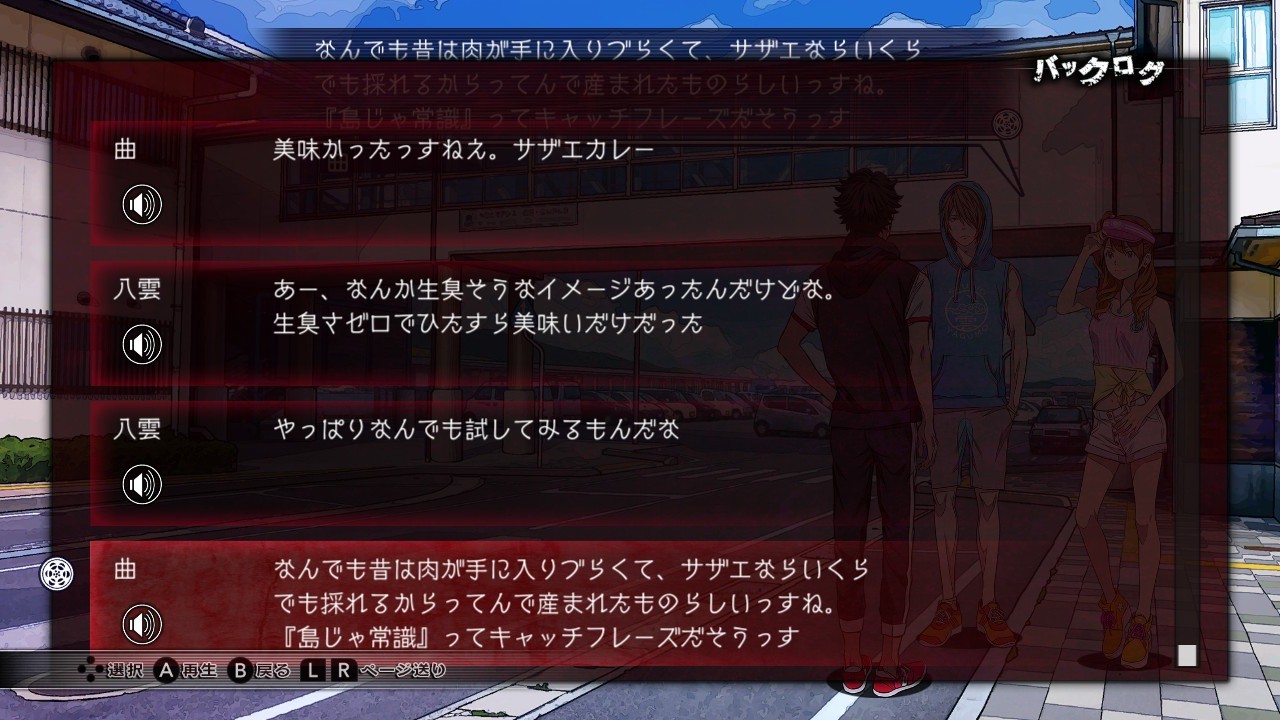 なんでも昔は肉が手に入りづらくて、サザエならいくら
でも採れるからってんで産まれたものらしいっすね。
『島じゃ常識』ってキャッチフレーズだそうっす
バックログ
曲
美味かったっすねえ。サザエカレー
八雲
あー、なんか生臭そうなイメージあったんだけどな。
生臭さゼロでひたすら美味いだけだった
八雲
やっぱりなんでも試してみるもんだな
曲
なんでも昔は肉が手に入りづらくて、サザエならいくら
でも採れるからってんで産まれたものらしいっすね。
『島じゃ常識』ってキャッチフレーズだそうっす
選択 A 再生 B 戻る L R ページ送り